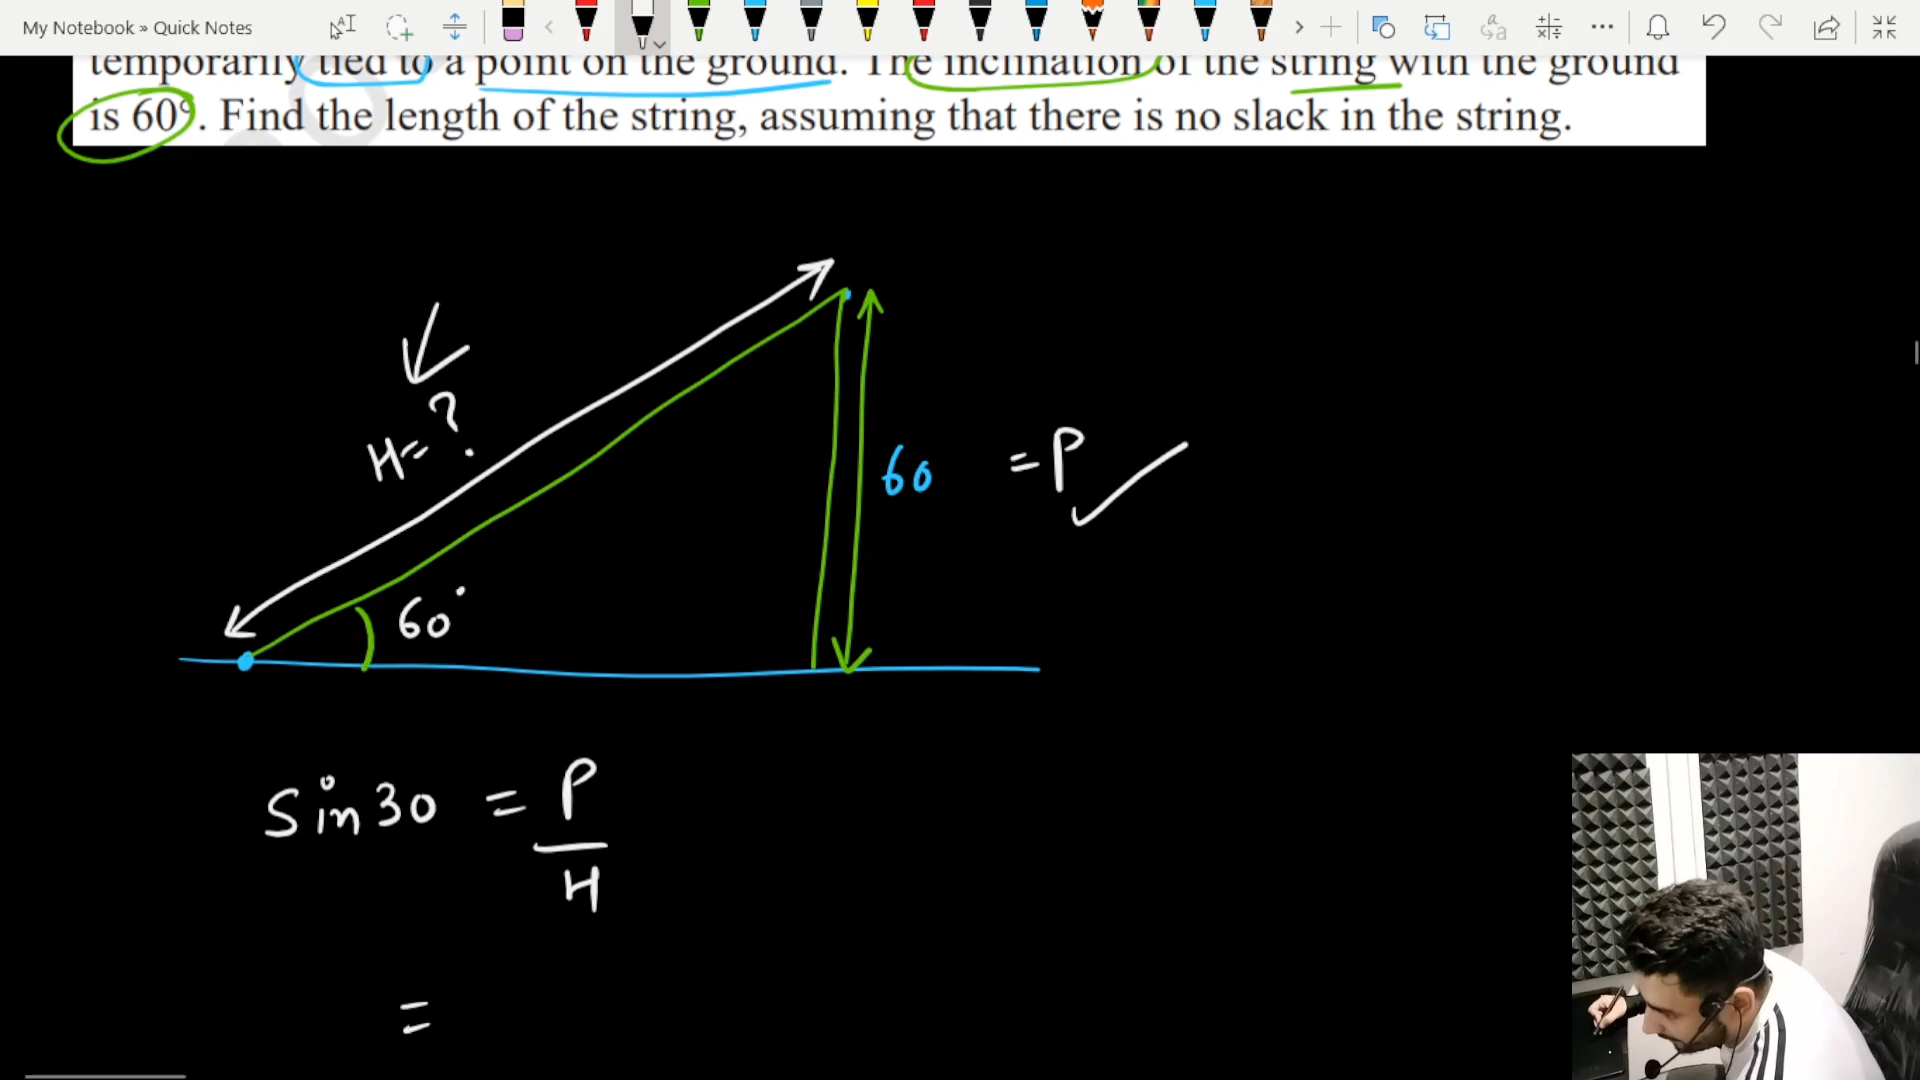 My Notebook » Quick Notes
temporarily tied to a point on the ground. The inclination of the string with the ground
is 60°. Find the length of the string, assuming that there is no slack in the string.
H = ?
60 = P
60°
Sin 30 = P
H
=